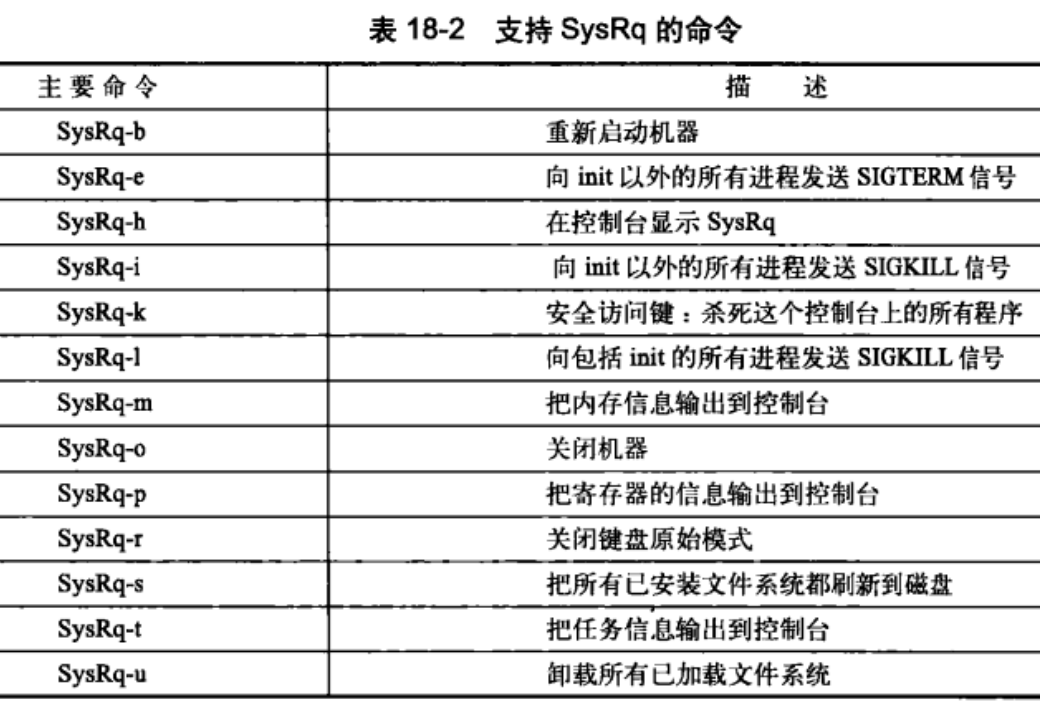 表 18-2 支持 SysRq 的命令
主要命令 描 述
SysRq-b 重新启动机器
SysRq-e 向 init 以外的所有进程发送 SIGTERM 信号
SysRq-h 在控制台显示 SysRq
SysRq-i 向 init 以外的所有进程发送 SIGKILL 信号
SysRq-k 安全访问键：杀死这个控制台上的所有程序
SysRq-l 向包括 init 的所有进程发送 SIGKILL 信号
SysRq-m 把内存信息输出到控制台
SysRq-o 关闭机器
SysRq-p 把寄存器的信息输出到控制台
SysRq-r 关闭键盘原始模式
SysRq-s 把所有已安装文件系统都刷新到磁盘
SysRq-t 把任务信息输出到控制台
SysRq-u 卸载所有已加载文件系统